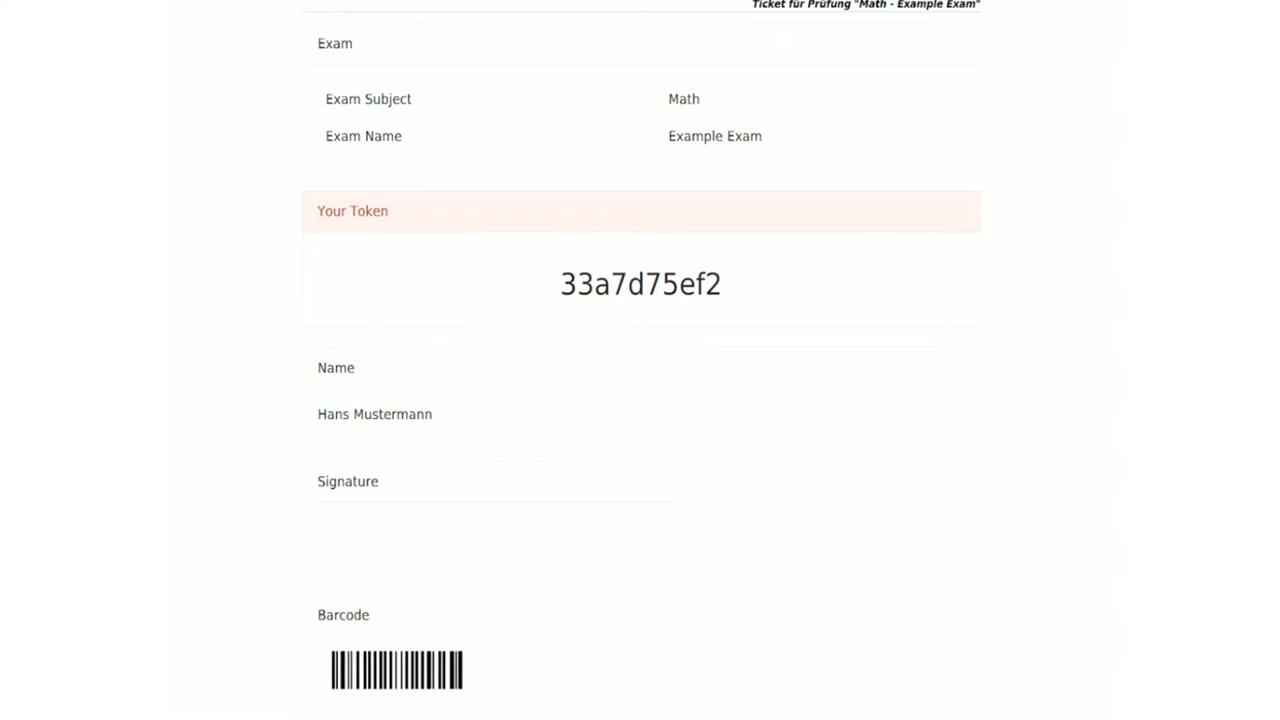 Ticket für Prüfung "Math - Example Exam"
Exam
Exam Subject Math
Exam Name Example Exam
Your Token
33a7d75ef2
Name
Hans Mustermann
Signature
Barcode